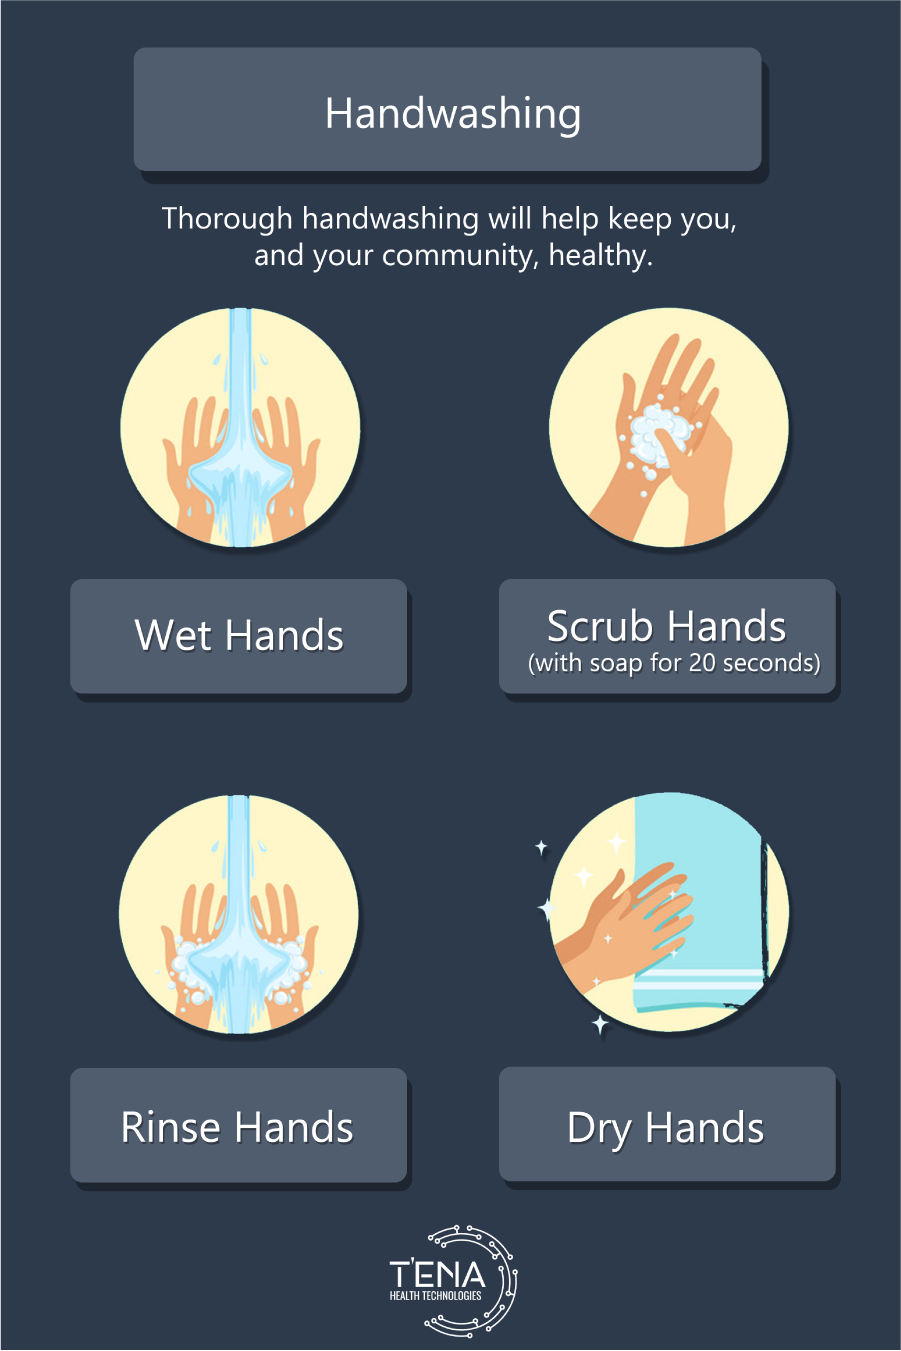 Handwashing
Thorough handwashing will help keep you,
and your community, healthy.
Wet Hands
Scrub Hands
(with soap for 20 seconds)
Rinse Hands
Dry Hands
T'ENA
HEALTH TECHNOLOGIES